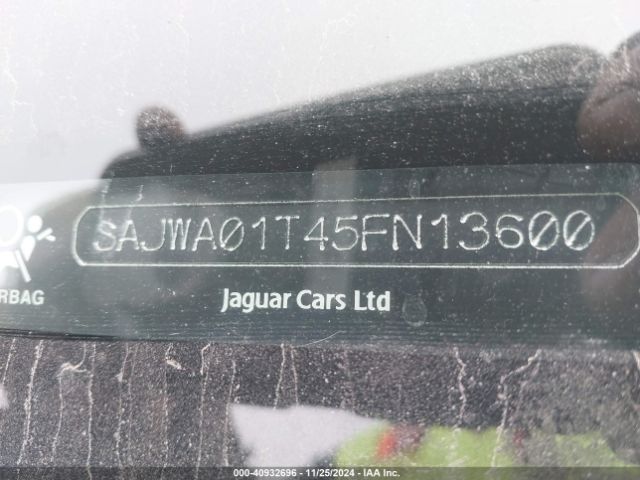 SAJWA01T45FN13600
RBAG
Jaguar Cars Ltd
000-40932696 - 11/25/2024 - IAA Inc.